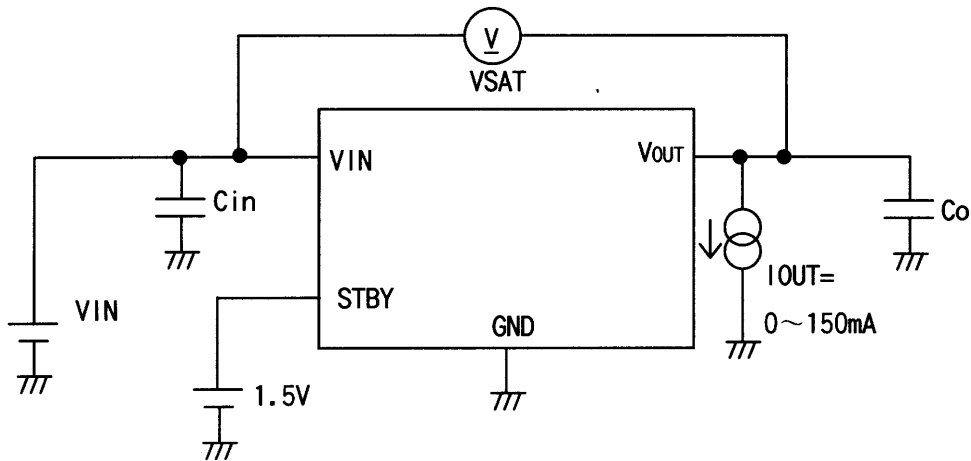 V
VSAT
VIN
VOUT
Cin
Co
IOUT=
0～150mA
VIN
STBY
GND
1.5V